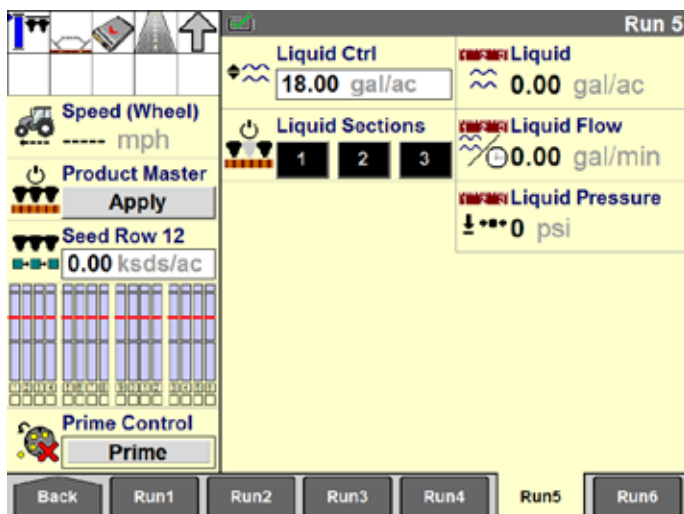 Run 5
Speed (Wheel)
----- mph
Product Master
Apply
Seed Row 12
0.00 ksds/ac
Prime Control
Prime
Liquid Ctrl
18.00 gal/ac
Liquid Sections
1 2 3
Liquid
0.00 gal/ac
Liquid Flow
0.00 gal/min
Liquid Pressure
0 psi
Back Run1 Run2 Run3 Run4 Run5 Run6